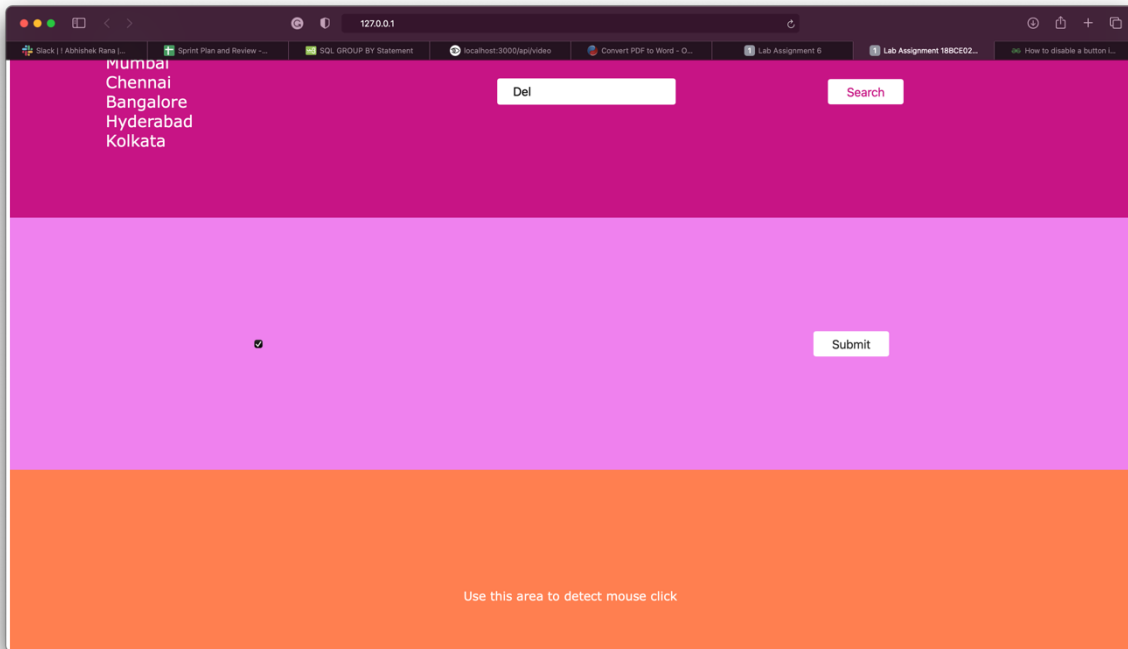 127.0.0.1
Slack | ! Abhishek Rana |...
Sprint Plan and Review -...
SQL GROUP BY Statement
localhost:3000/api/video
Convert PDF to Word - O...
1 Lab Assignment 6
1 Lab Assignment 18BCE02...
How to disable a button i...
Mumbai
Chennai
Bangalore
Hyderabad
Kolkata
Del
Search
Submit
Use this area to detect mouse click